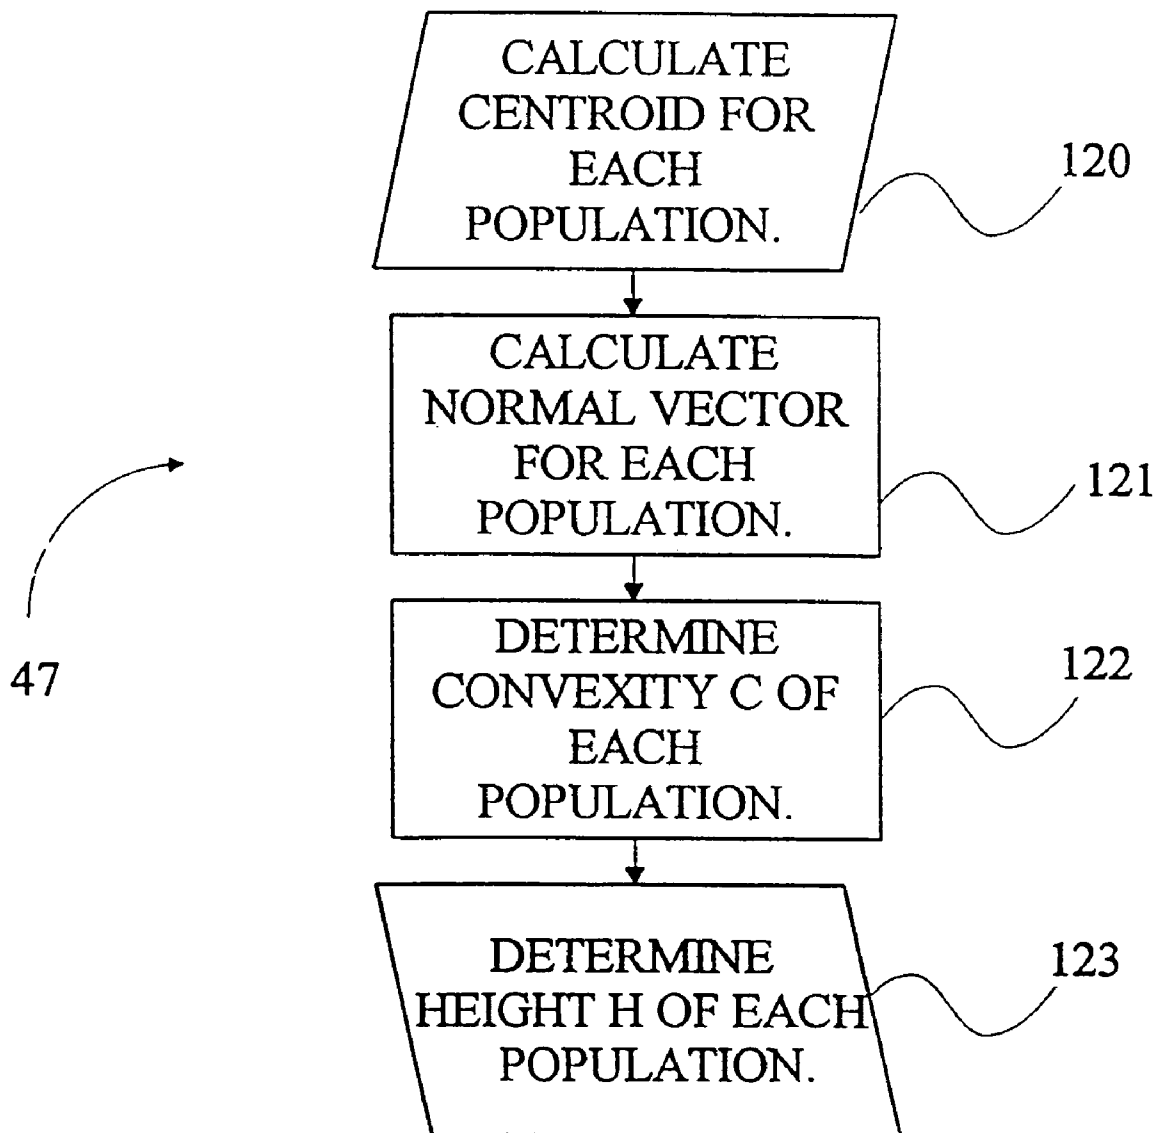 CALCULATE
CENTROID FOR
EACH
POPULATION.
120
CALCULATE
NORMAL VECTOR
FOR EACH
POPULATION.
121
47
DETERMINE
CONVEXITY C OF
EACH
POPULATION.
122
DETERMINE
HEIGHT H OF EACH
POPULATION.
123